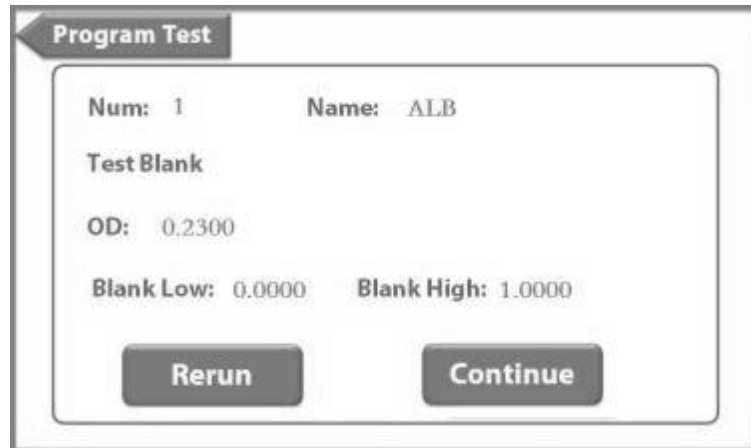 Program Test
Num: 1 Name: ALB
Test Blank
OD: 0.2300
Blank Low: 0.0000 Blank High: 1.0000
Rerun Continue